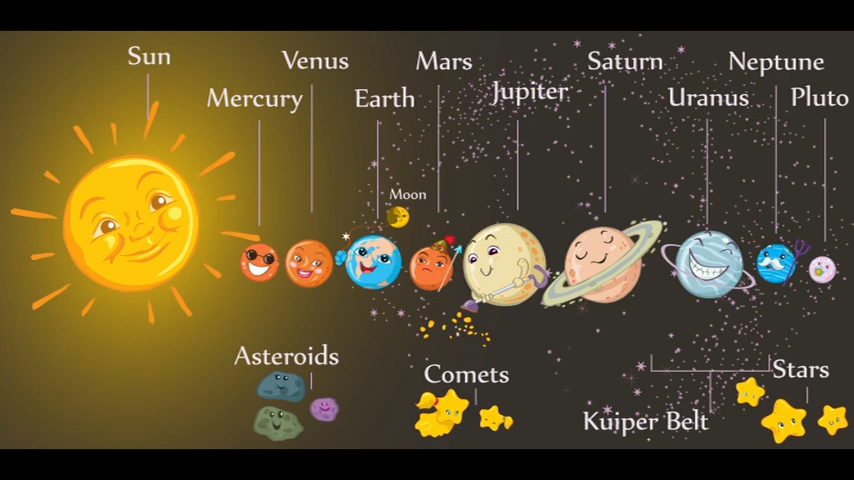 Sun
Venus
Mars
Saturn
Neptune
Mercury
Earth
Jupiter
Uranus
Pluto
Moon
Asteroids
Comets
Stars
Kuiper Belt